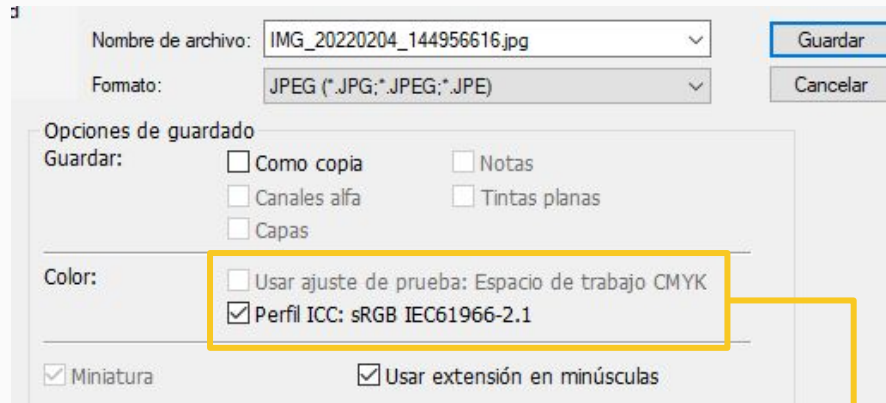 Nombre de archivo: IMG_20220204_144956616.jpg Guardar
Formato: JPEG (*.JPG;*.JPEG;*.JPE) Cancelar
Opciones de guardado
Guardar: Como copia Notas
Canales alfa Tintas planas
Capas
Color: Usar ajuste de prueba: Espacio de trabajo CMYK
Perfil ICC: sRGB IEC61966-2.1
Miniatura Usar extensión en minúsculas